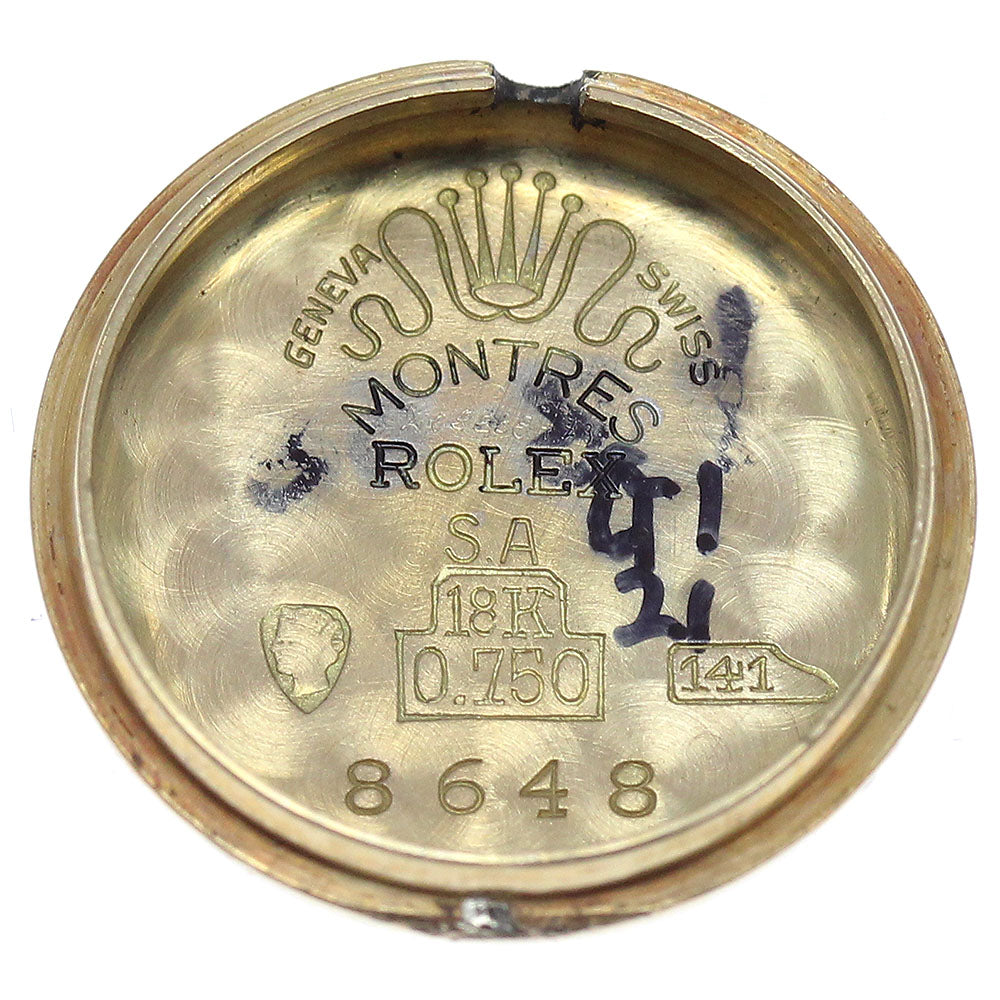 GENEVA SWISS
MONTRES
ROLEX
S.A
18K
0.750
141
8648